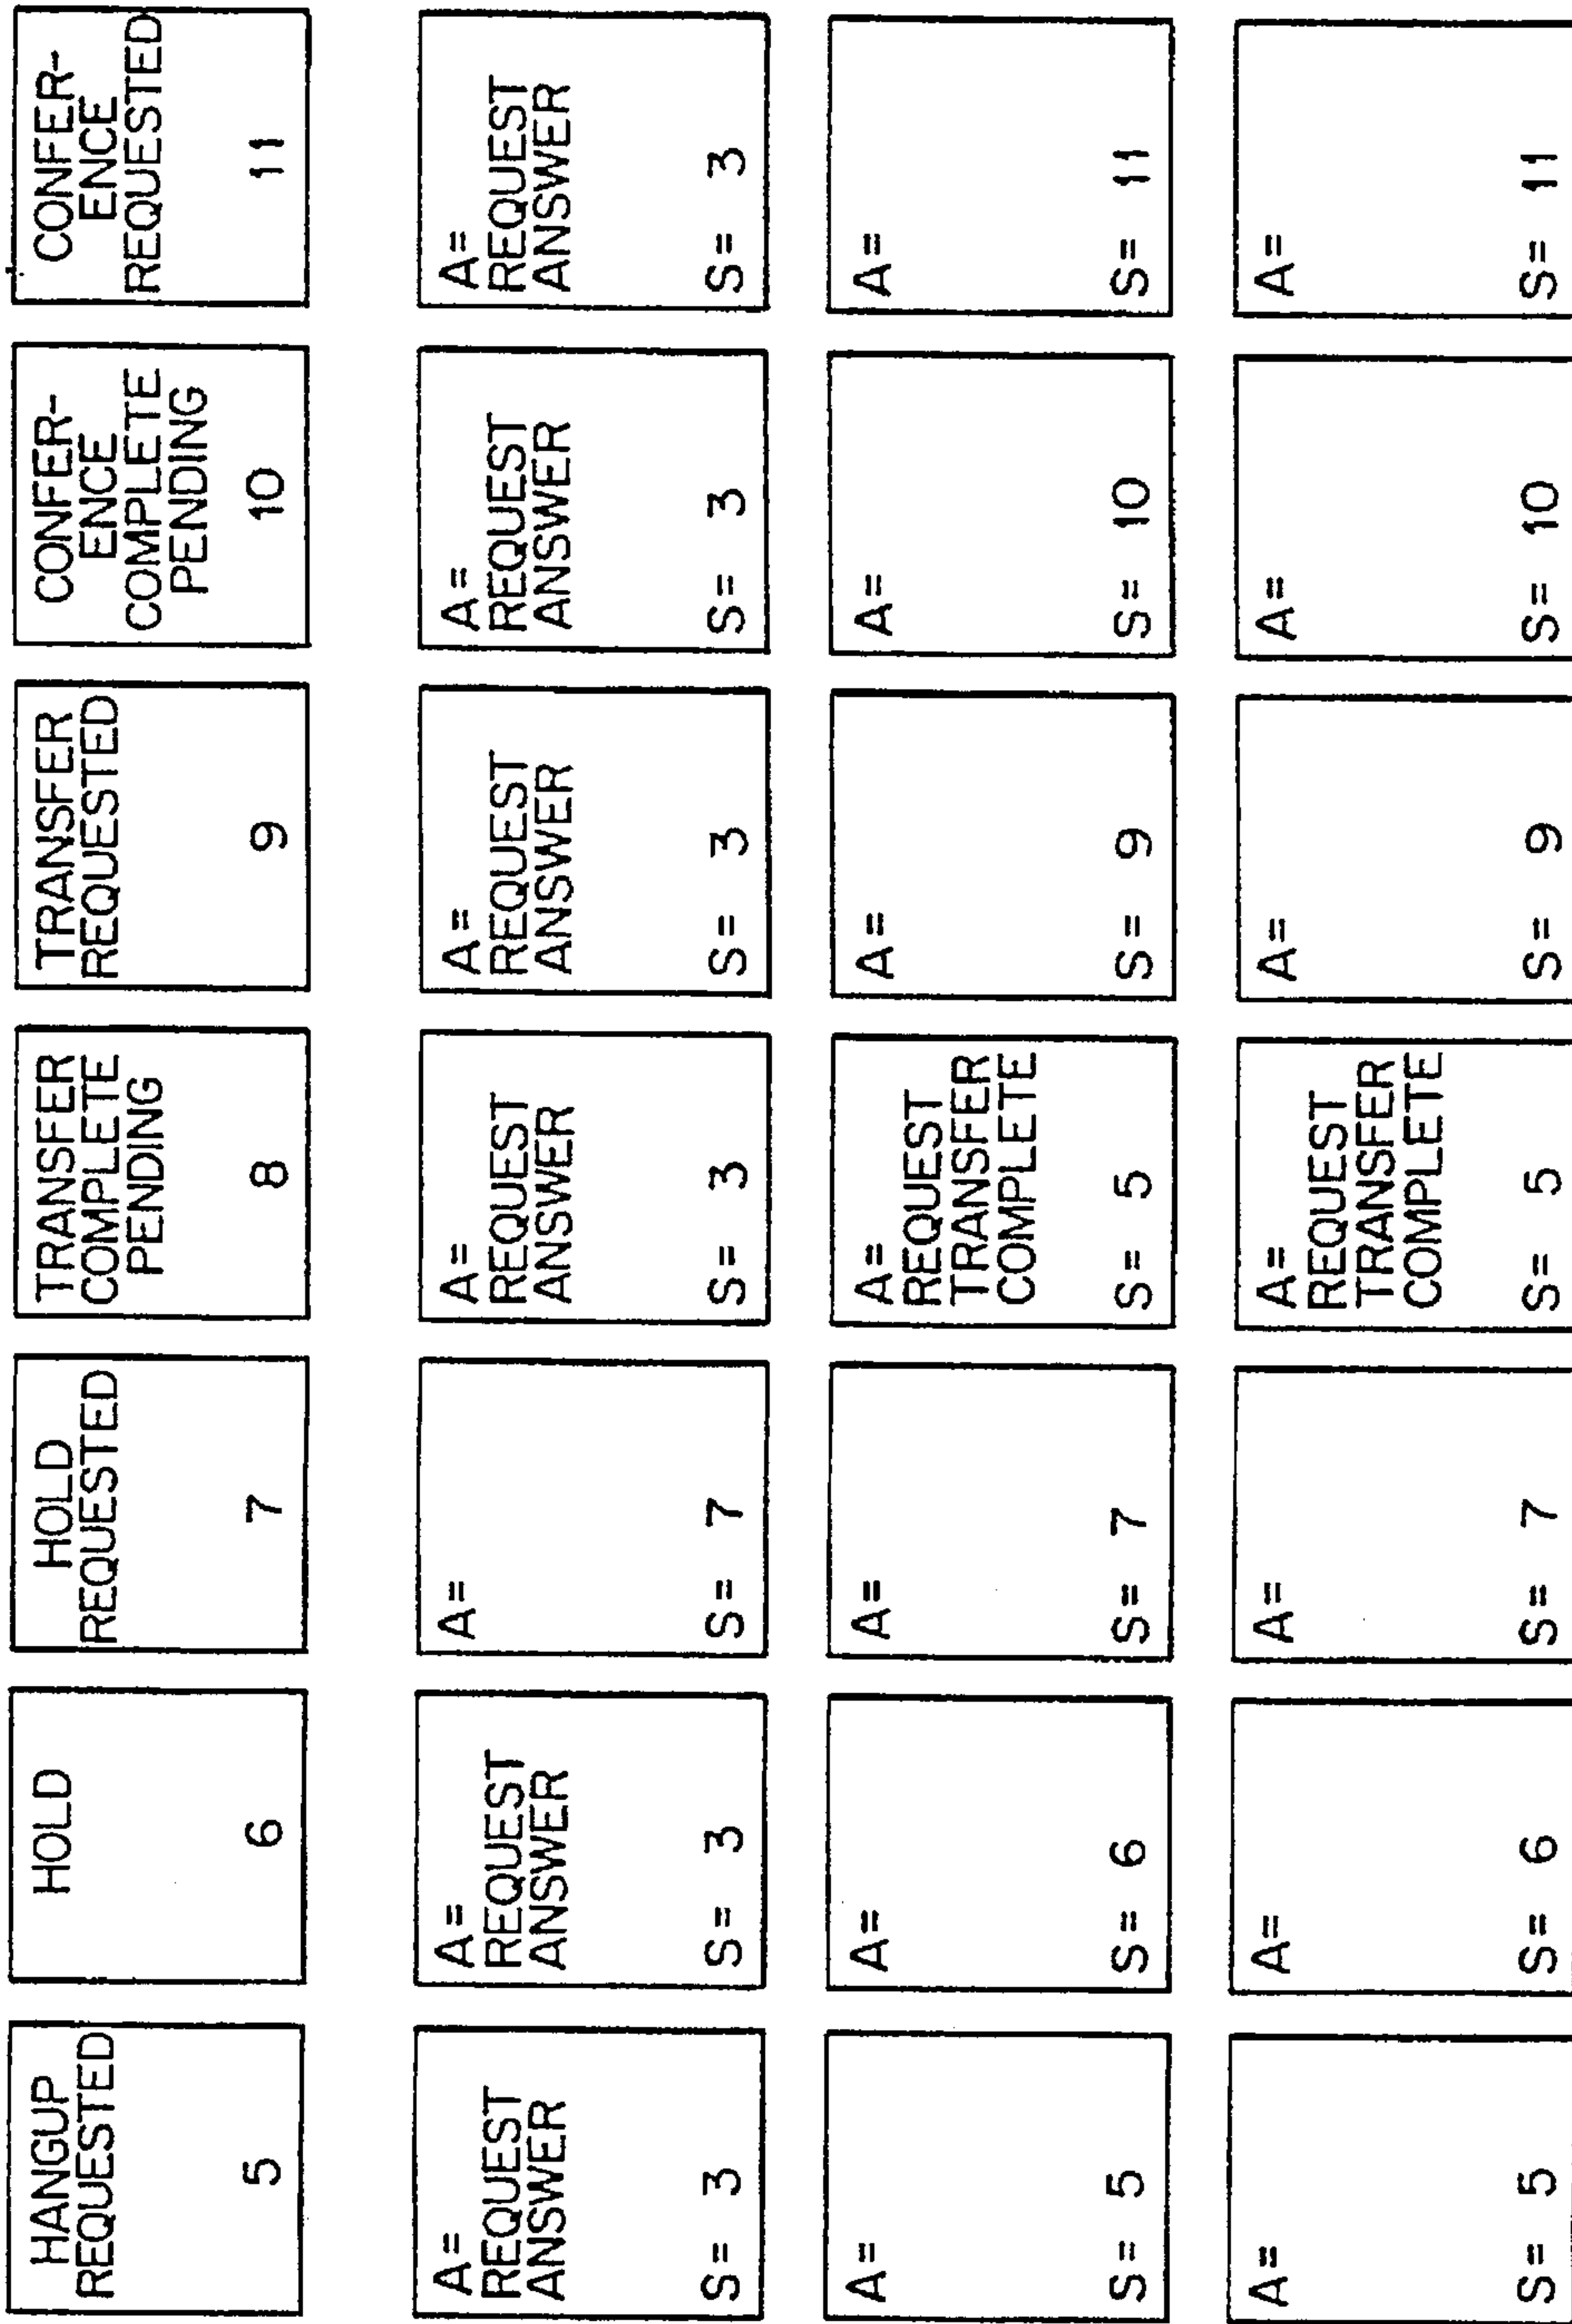 HANGUP
REQUESTED
5
HOLD
6
HOLD
REQUESTED
7
TRANSFER
COMPLETE
PENDING
8
TRANSFER
REQUESTED
9
CONFER-
ENCE
COMPLETE
PENDING
10
CONFER-
ENCE
REQUESTED
11
A=
REQUEST
ANSWER
S= 3
A=
REQUEST
ANSWER
S= 3
A=
S= 7
A=
REQUEST
ANSWER
S= 3
A=
REQUEST
ANSWER
S= 3
A=
REQUEST
ANSWER
S= 3
A=
REQUEST
ANSWER
S= 3
A=
S= 5
A=
S= 6
A=
S= 7
A=
REQUEST
TRANSFER
COMPLETE
S= 5
A=
S= 9
A=
S= 10
A=
S= 11
A=
S= 5
A=
S= 6
A=
S= 7
A=
REQUEST
TRANSFER
COMPLETE
S= 5
A=
S= 9
A=
S= 10
A=
S= 11